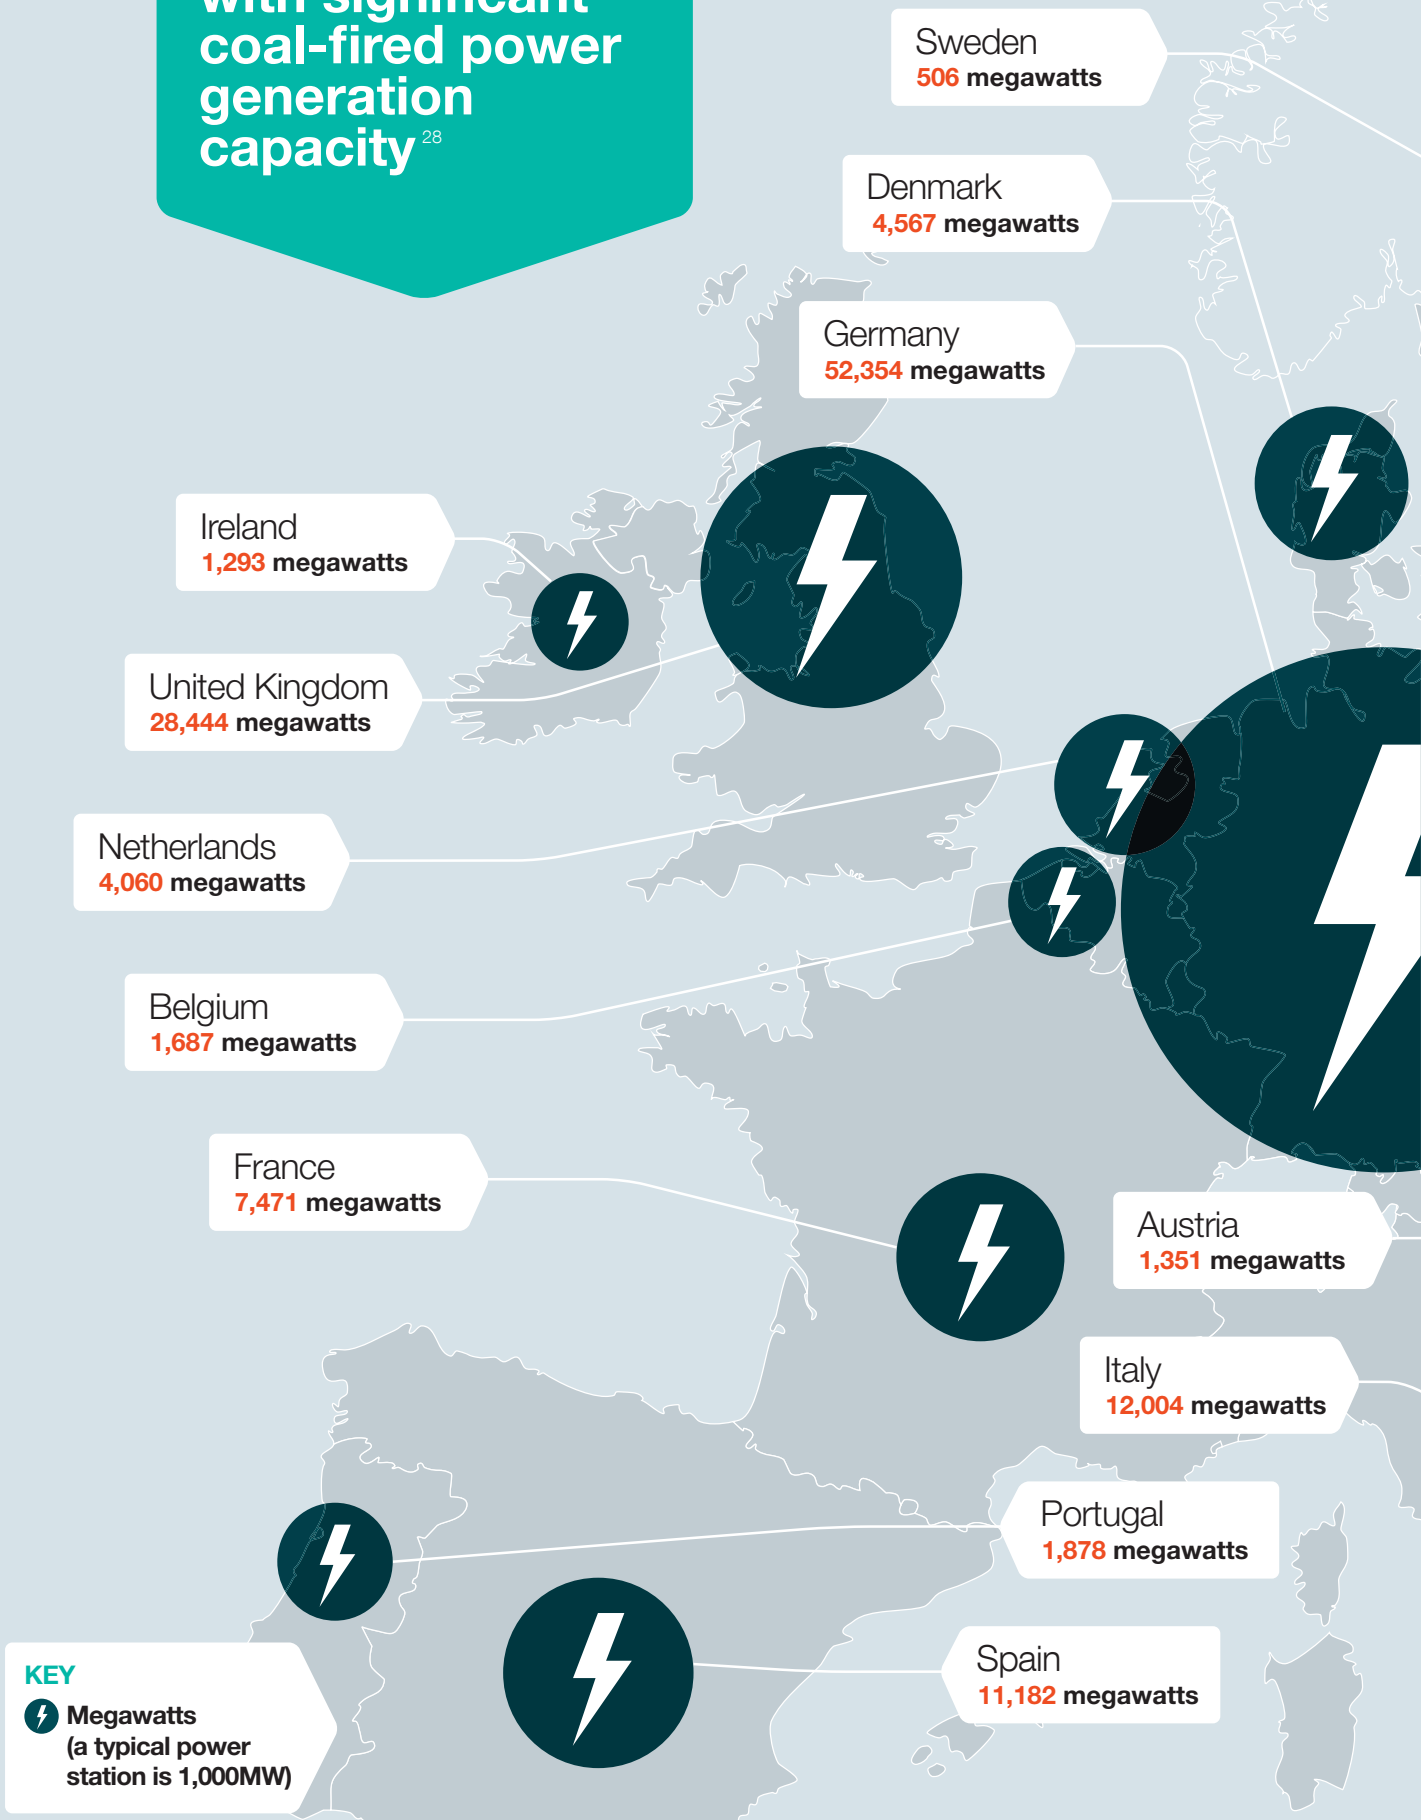 with significant
coal-fired power
generation
capacity 28
Sweden
506 megawatts
Denmark
4,567 megawatts
Germany
52,354 megawatts
Ireland
1,293 megawatts
United Kingdom
28,444 megawatts
Netherlands
4,060 megawatts
Belgium
1,687 megawatts
France
7,471 megawatts
Austria
1,351 megawatts
Italy
12,004 megawatts
Portugal
1,878 megawatts
Spain
11,182 megawatts
KEY
Megawatts
(a typical power
station is 1,000MW)